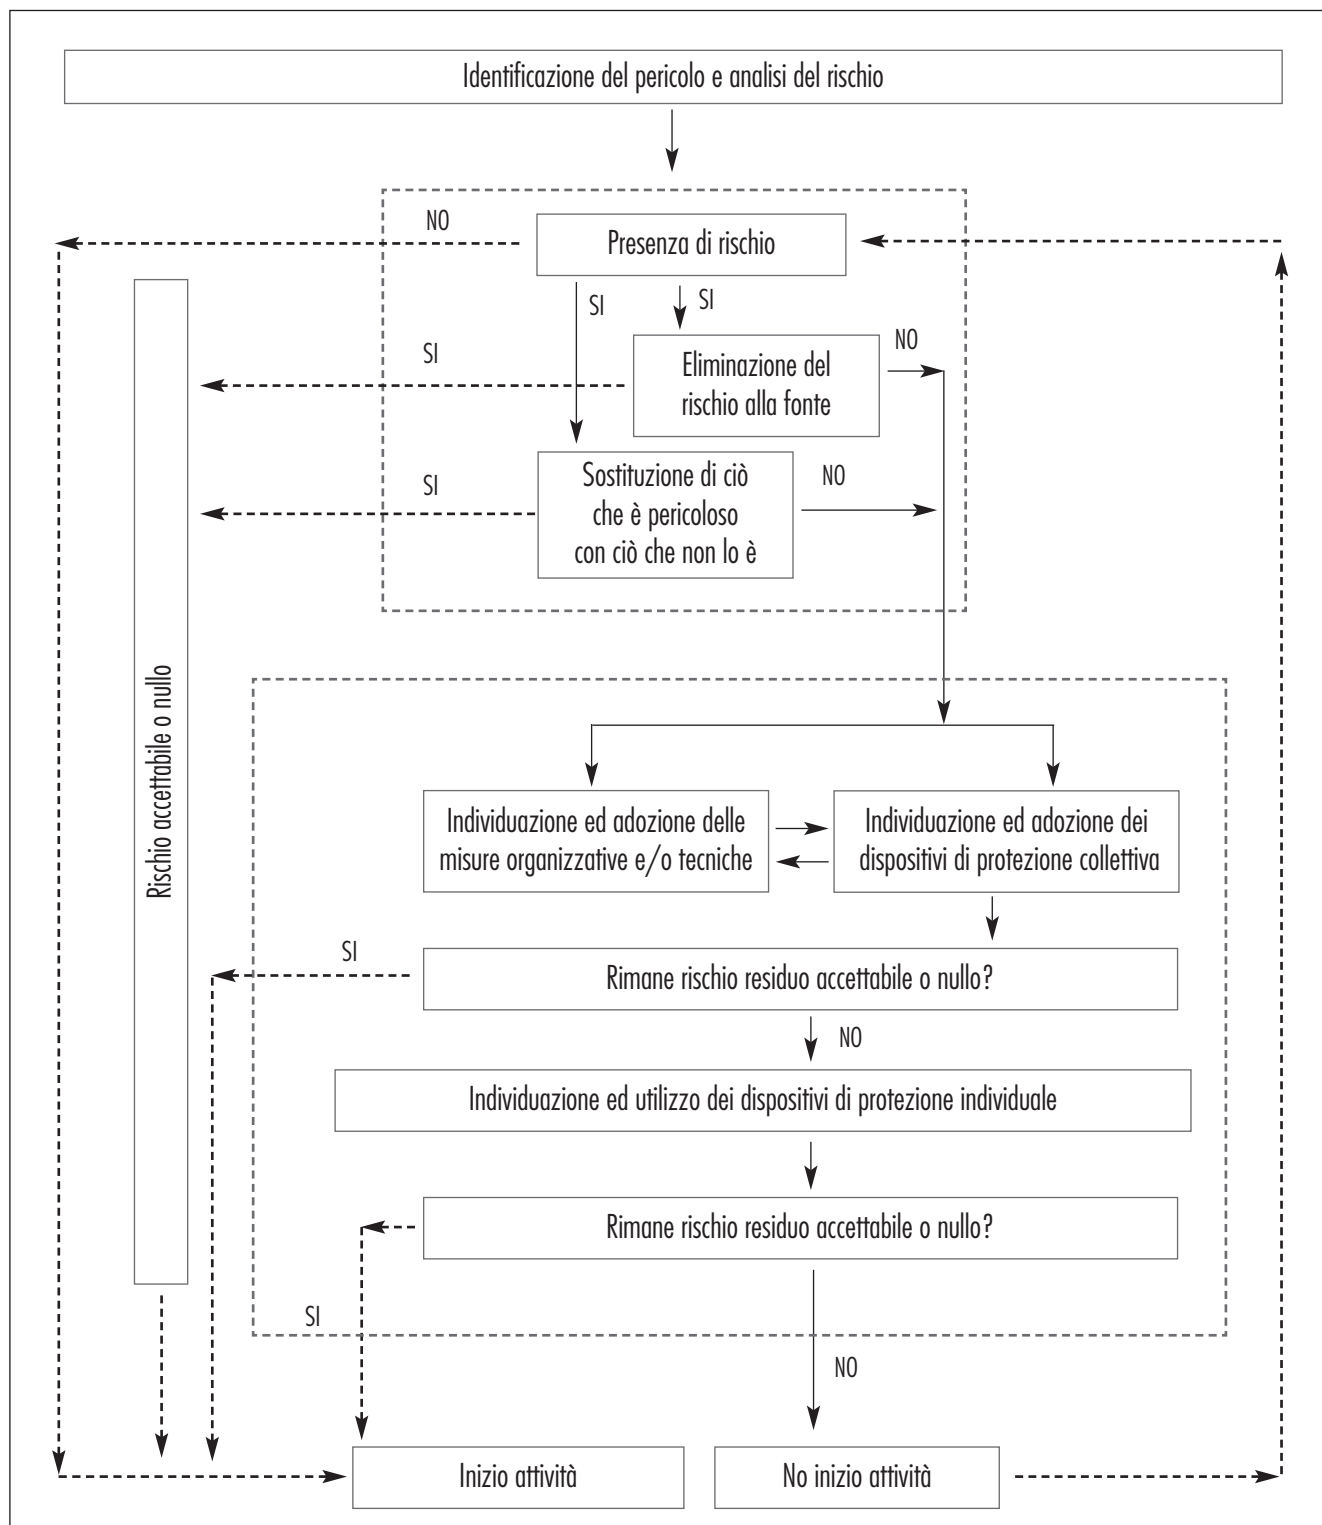 Identificazione del pericolo e analisi del rischio
NO
Presenza di rischio
SI
SI
SI
Eliminazione del
rischio alla fonte
NO
SI
Sostituzione di ciò
che è pericoloso
con ciò che non lo è
NO
Rischio accettabile o nullo
Individuazione ed adozione delle
misure organizzative e/o tecniche
Individuazione ed adozione dei
dispositivi di protezione collettiva
SI
Rimane rischio residuo accettabile o nullo?
NO
Individuazione ed utilizzo dei dispositivi di protezione individuale
Rimane rischio residuo accettabile o nullo?
SI
NO
Inizio attività
No inizio attività